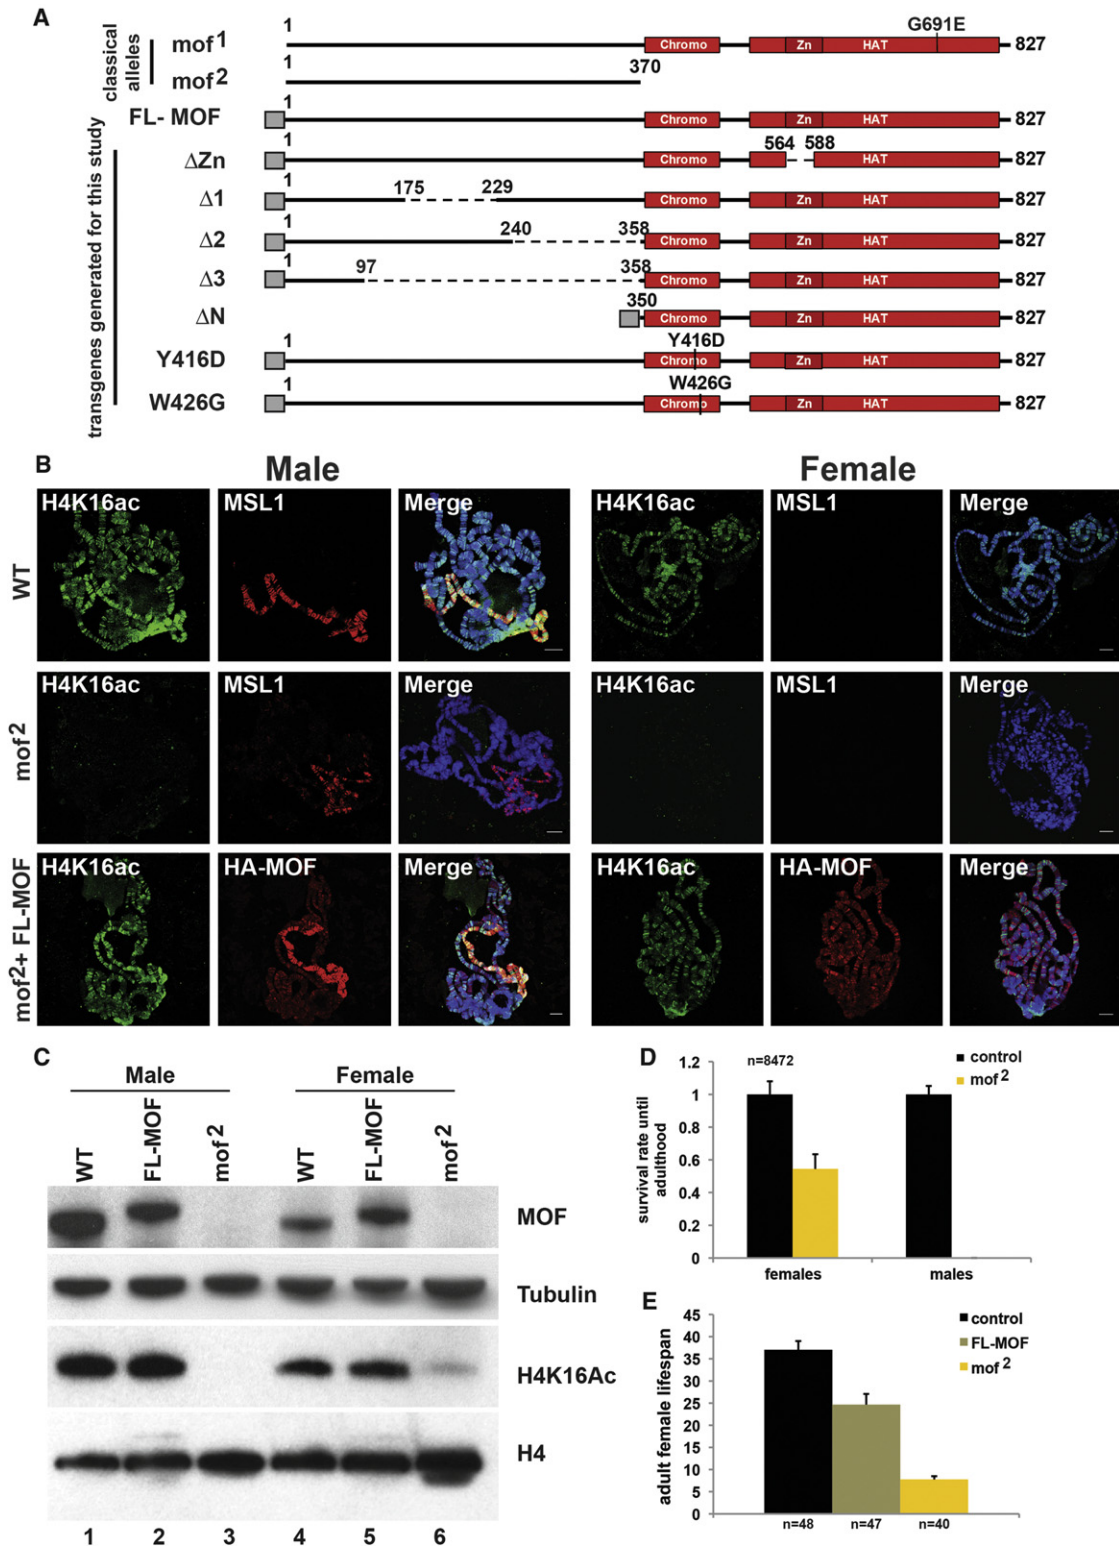 A
classical alleles
mof1
1
G691E
Chromo
Zn
HAT
827
mof2
1
370
transgenes generated for this study
FL- MOF
1
Chromo
Zn
HAT
827
ΔZn
1
564
588
Chromo
HAT
827
Δ1
1
175
229
Chromo
Zn
HAT
827
Δ2
1
240
358
Chromo
Zn
HAT
827
Δ3
1
97
358
Chromo
Zn
HAT
827
ΔN
350
Chromo
Zn
HAT
827
Y416D
1
Y416D
Chromo
Zn
HAT
827
W426G
1
W426G
Chromo
Zn
HAT
827
B
Male
Female
WT
H4K16ac
MSL1
Merge
H4K16ac
MSL1
Merge
mof2
H4K16ac
MSL1
Merge
H4K16ac
MSL1
Merge
mof2+ FL-MOF
H4K16ac
HA-MOF
Merge
H4K16ac
HA-MOF
Merge
C
Male
Female
WT
FL-MOF
mof2
WT
FL-MOF
mof2
MOF
Tubulin
H4K16Ac
H4
1 2 3 4 5 6
D
survival rate until adulthood
1.2
1
0.8
0.6
0.4
0.2
0
n=8472
control
mof2
females
males
E
adult female lifespan
45
40
35
30
25
20
15
10
5
0
control
FL-MOF
mof2
n=48
n=47
n=40